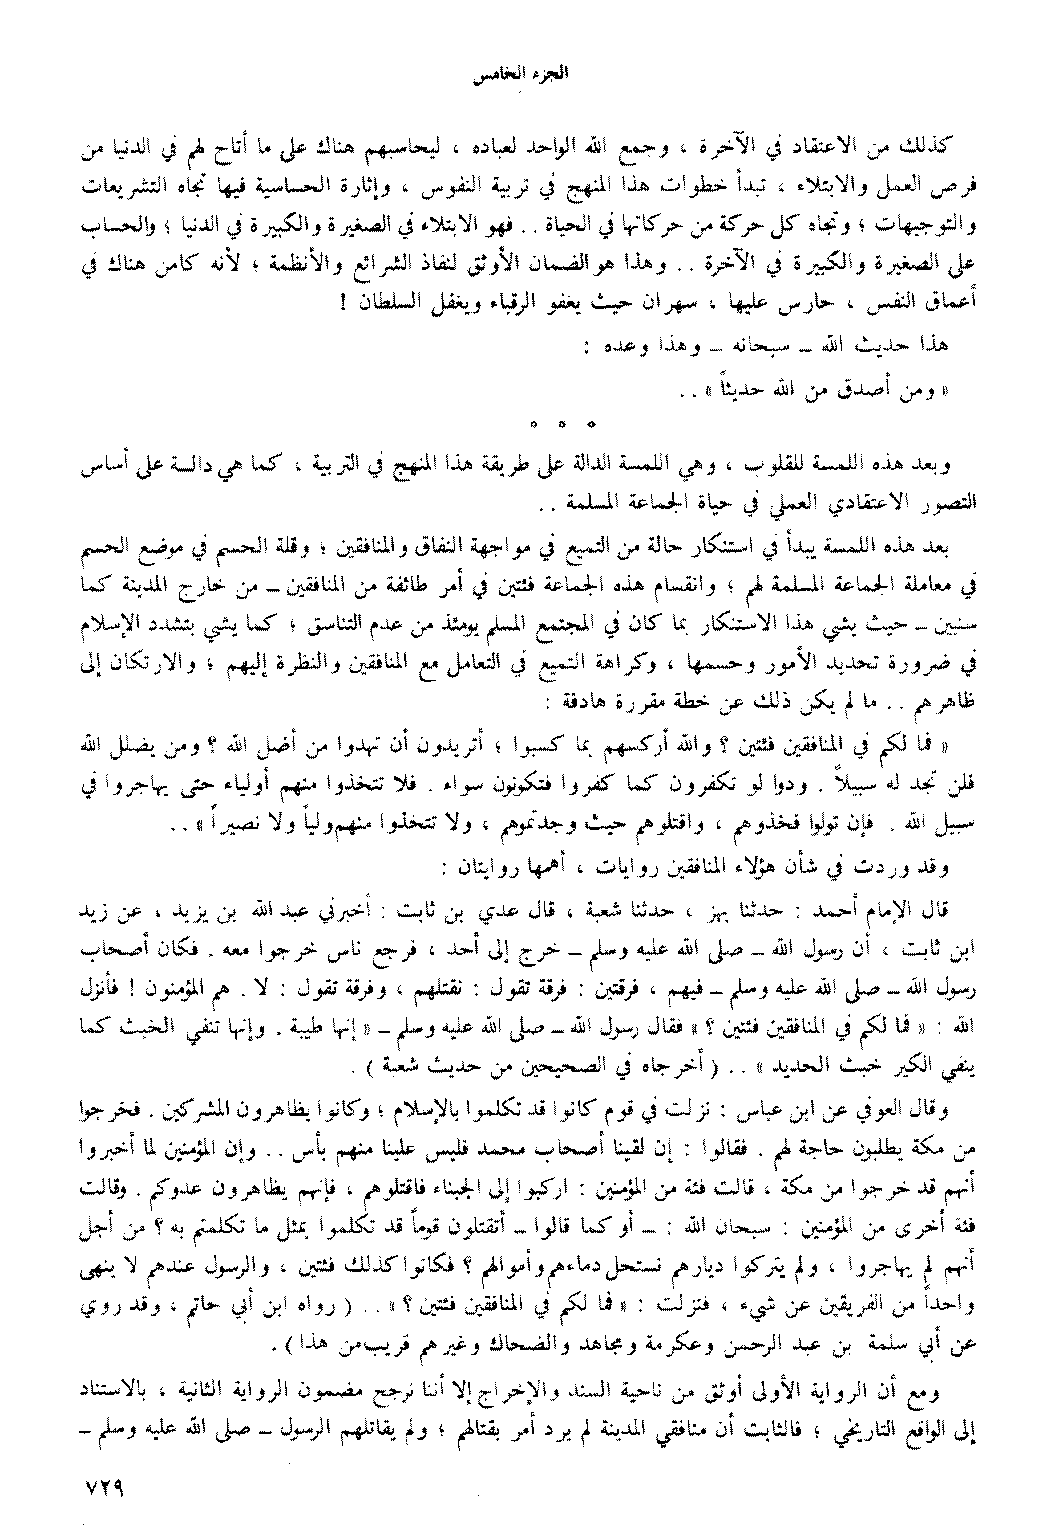 الجزء الخامس
كذلك من الاعتقاد في الآخرة ، وجمع الله الواحد لعباده ، ليحاسبهم هناك على ما أتاح لهم في الدنيا من
فرص العمل والابتلاء ، تبدأ خطوات هذا المنهج في تربية النفوس ، وإثارة الحساسية فيها تجاه التشريعات
والتوجيهات ؛ وتجاه كل حركة من حركاتها في الحياة .. فهو الابتلاء في الصغيرة والكبيرة في الدنيا ؛ والحساب
على الصغيرة والكبيرة في الآخرة .. وهذا هو الضمان الأوثق لنفاذ الشرائع والأنظمة ؛ لأنه كامن هناك في
أعماق النفس ، حارس عليها ، سهران حيث يغفو الرقباء ويغفل السلطان !
هذا حديث الله – سبحانه – وهذا وعده :
« ومن أصدق من الله حديثاً » ..
° ° °
وبعد هذه اللمسة للقلوب ، وهي اللمسة الدالة على طريقة هذا المنهج في التربية ، كما هي دالة على أساس
التصور الاعتقادي العملي في حياة الجماعة المسلمة ..
بعد هذه اللمسة يبدأ في استنكار حالة من التميع في مواجهة النفاق والمنافقين ؛ وقلة الحسم في موضع الحسم
في معاملة الجماعة المسلمة لهم ؛ وانقسام هذه الجماعة فئتين في أمر طائفة من المنافقين – من خارج المدينة كما
سنبين – حيث يشي هذا الاستنكار بما كان في المجتمع المسلم يومئذ من عدم التناسق ؛ كما يشي بتشدد الإسلام
في ضرورة تحديد الأمور وحسمها ، وكراهة التميع في التعامل مع المنافقين والنظرة إليهم ؛ والارتكان إلى
ظاهرهم .. ما لم يكن ذلك عن خطة مقررة هادفة :
« فما لكم في المنافقين فئتين ؟ والله أركسهم بما كسبوا ؛ أتريدون أن تهدوا من أضل الله ؟ ومن يضلل الله
فلن تجد له سبيلاً . ودوا لو تكفرون كما كفروا فتكونون سواء . فلا تتخذوا منهم أولياء حتى يهاجروا في
سبيل الله . فإن تولوا فخذوهم ، واقتلوهم حيث وجدتموهم ، ولا تتخذوا منهم ولياً ولا نصيراً » ..
وقد وردت في شأن هؤلاء المنافقين روايات ، أهمها روايتان :
قال الإمام أحمد : حدثنا بهز ، حدثنا شعبة ، قال عدي بن ثابت : أخبرني عبد الله بن يزيد ، عن زيد
ابن ثابت ، أن رسول الله – صلى الله عليه وسلم – خرج إلى أحد ، فرجع ناس خرجوا معه . فكان أصحاب
رسول الله – صلى الله عليه وسلم – فيهم ، فرقتين : فرقة تقول : نقتلهم ، وفرقة تقول : لا . هم المؤمنون ! فأنزل
الله : « فما لكم في المنافقين فئتين ؟ » فقال رسول الله – صلى الله عليه وسلم – « إنها طيبة . وإنها تنفي الخبث كما
ينفي الكير خبث الحديد » .. ( أخرجاه في الصحيحين من حديث شعبة ) .
وقال العوفي عن ابن عباس : نزلت في قوم كانوا قد تكلموا بالإسلام ؛ وكانوا يظاهرون المشركين . فخرجوا
من مكة يطلبون حاجة لهم . فقالوا : إن لقينا أصحاب محمد فليس علينا منهم بأس .. وإن المؤمنين لما أخبروا
أنهم قد خرجوا من مكة ، قالت فئة من المؤمنين : اركبوا إلى الجبناء فاقتلوهم ، فإنهم يظاهرون عدوكم . وقالت
فئة أخرى من المؤمنين : سبحان الله : – أو كما قالوا – أتقتلون قوماً قد تكلموا بمثل ما تكلمتم به ؟ من أجل
أنهم لم يهاجروا ، ولم يتركوا ديارهم نستحل دماءهم وأموالهم ؟ فكانوا كذلك فئتين ، والرسول عندهم لا ينهى
واحداً من الفريقين عن شيء ، فنزلت : « فما لكم في المنافقين فئتين ؟» .. ( رواه ابن أبي حاتم ، وقد روي
عن أبي سلمة بن عبد الرحمن وعكرمة ومجاهد والضحاك وغيرهم قريب من هذا ) .
ومع أن الرواية الأولى أوثق من ناحية السند والإخراج إلا أننا نرجح مضمون الرواية الثانية ، بالاستناد
إلى الواقع التاريخي ؛ فالثابت أن منافقي المدينة لم يرد أمر بقتالهم ؛ ولم يقاتلهم الرسول – صلى الله عليه وسلم –
٧٢٩